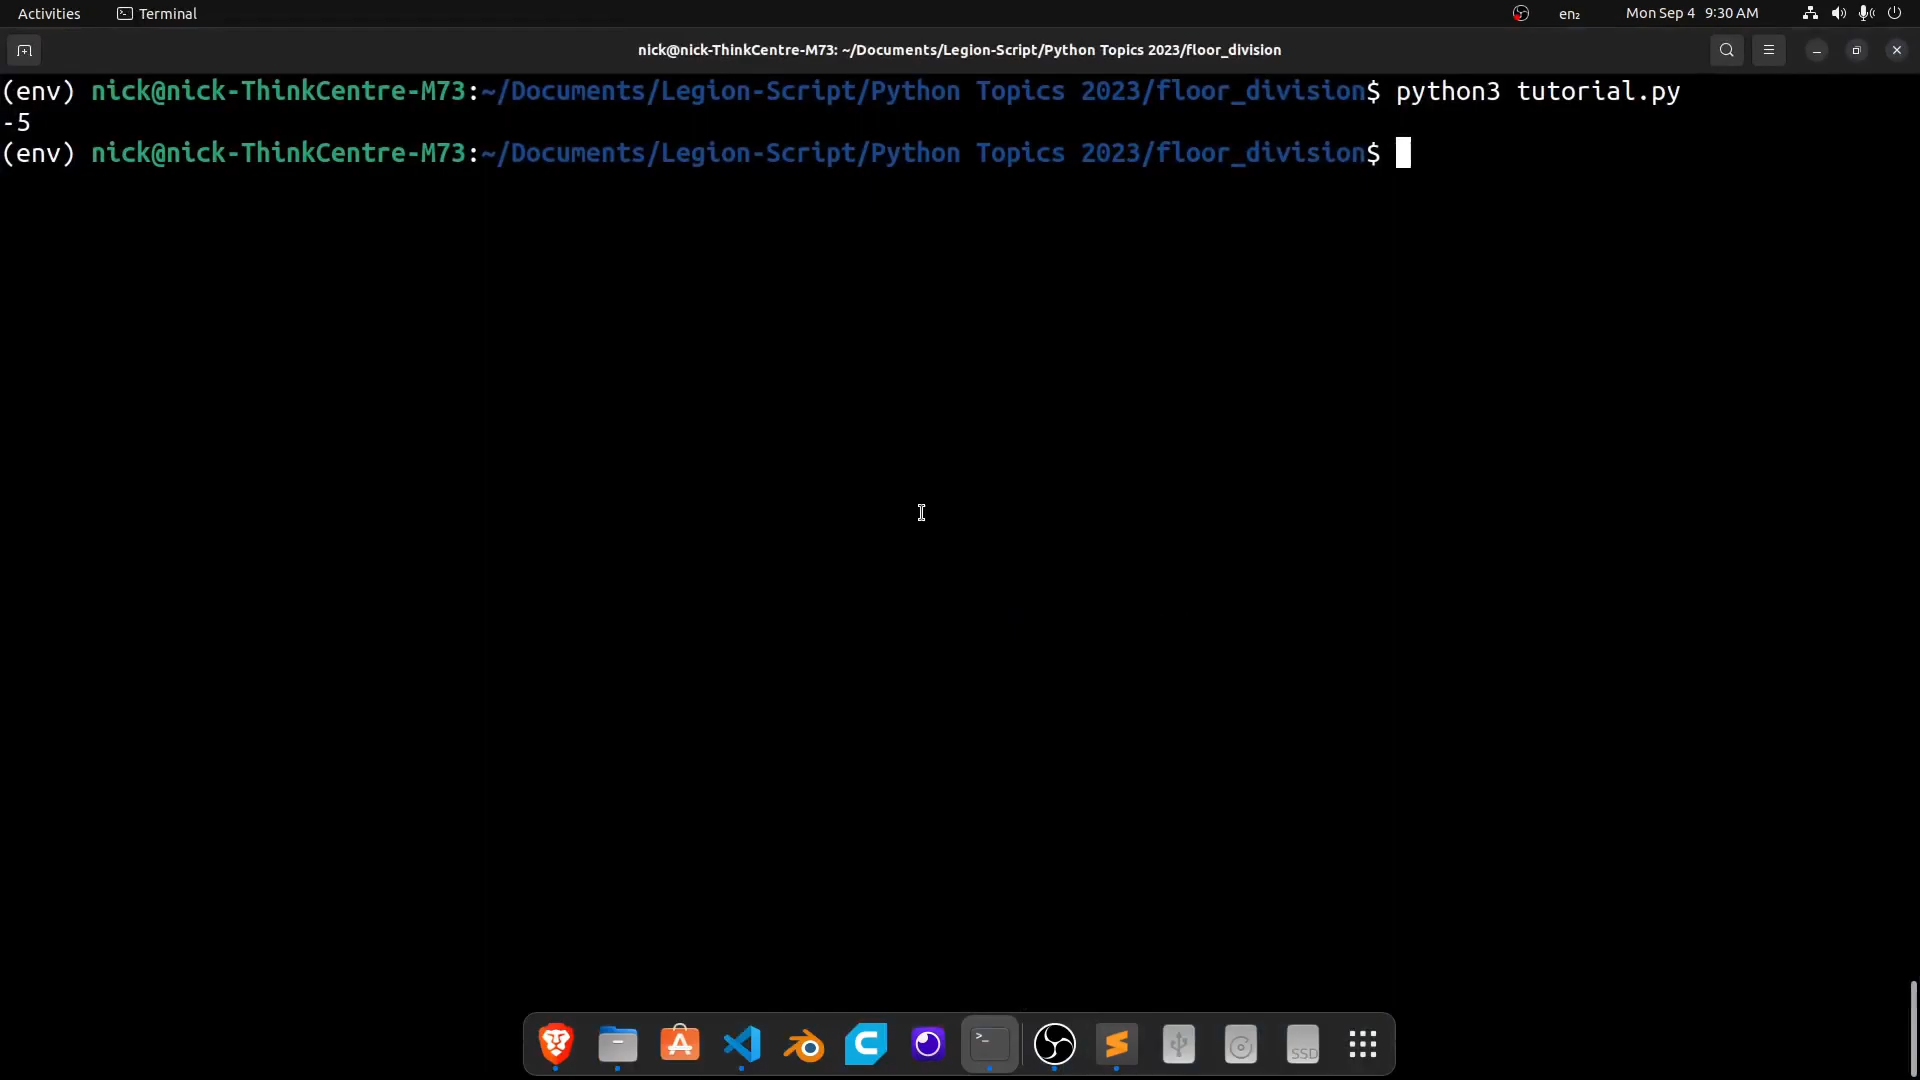 Activities Terminal en₂ Mon Sep 4 9:30 AM
nick@nick-ThinkCentre-M73: ~/Documents/Legion-Script/Python Topics 2023/floor_division
(env) nick@nick-ThinkCentre-M73:~/Documents/Legion-Script/Python Topics 2023/floor_division$ python3 tutorial.py
-5
(env) nick@nick-ThinkCentre-M73:~/Documents/Legion-Script/Python Topics 2023/floor_division$
SSD